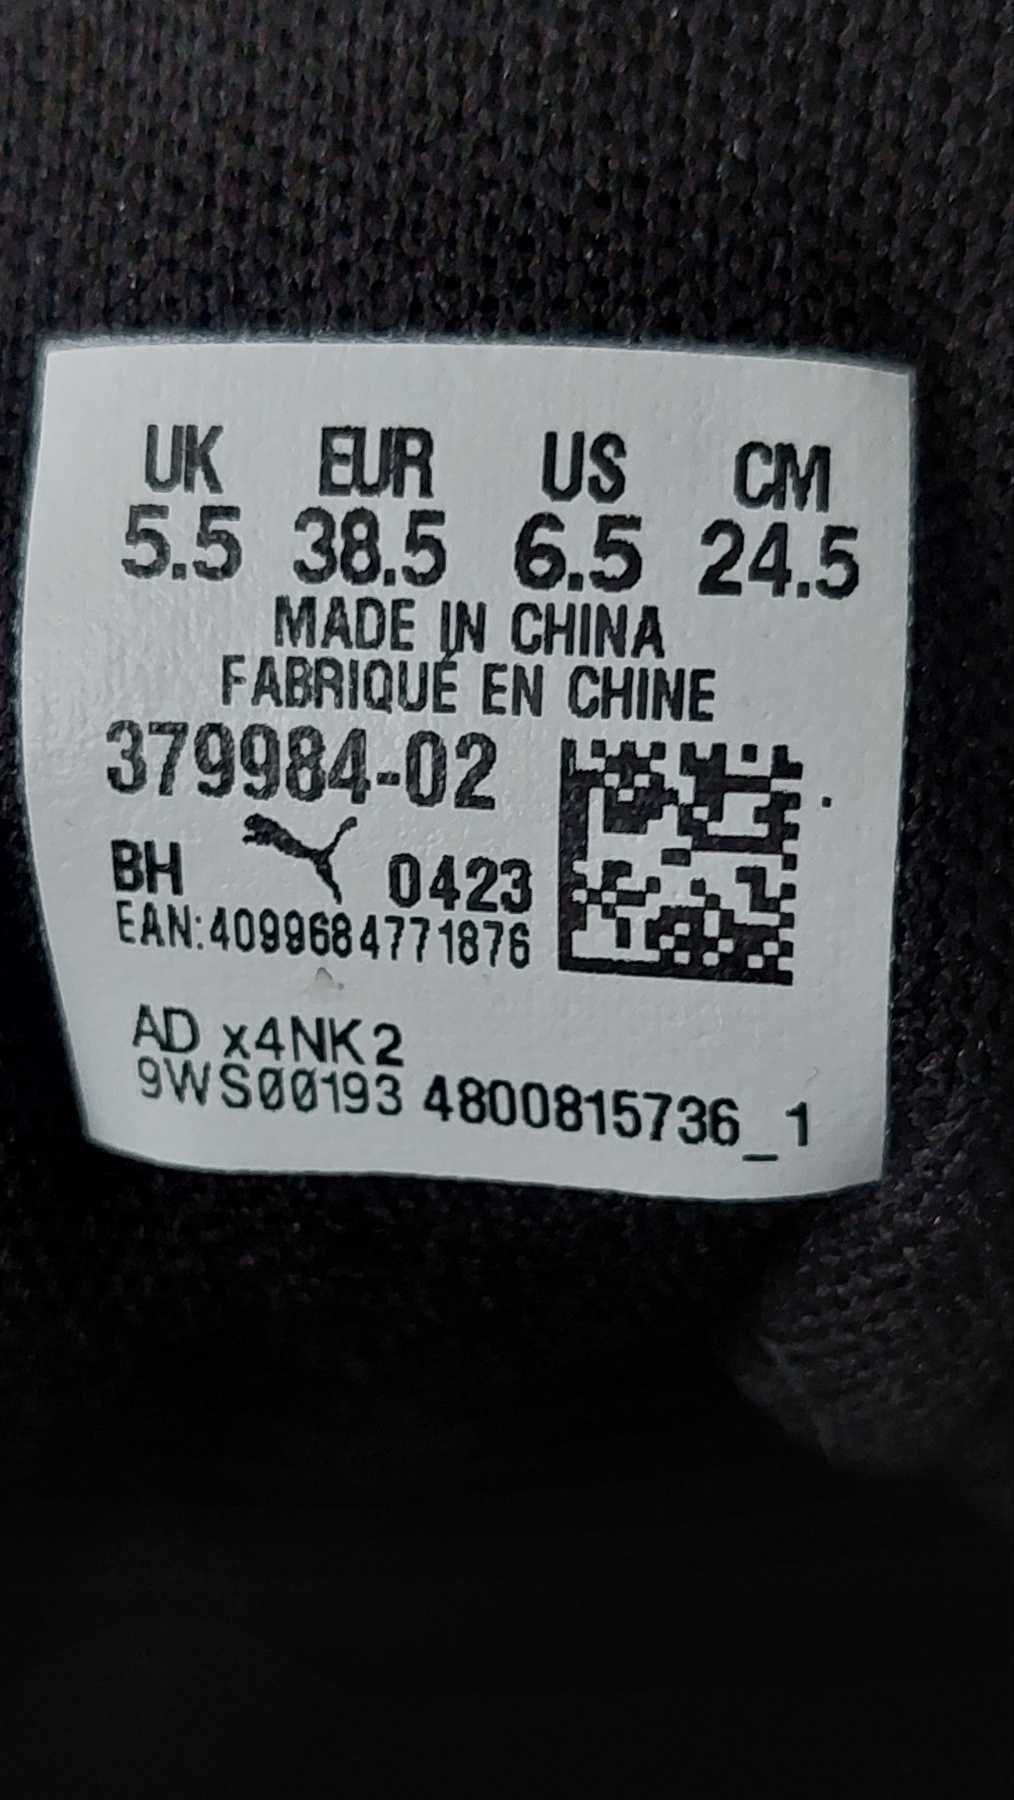 UK EUR US CM
5.5 38.5 6.5 24.5
MADE IN CHINA
FABRIQUÉ EN CHINE
379984-02
BH 0423
EAN:4099684771876
AD x4NK2
9WS00193 4800815736_1